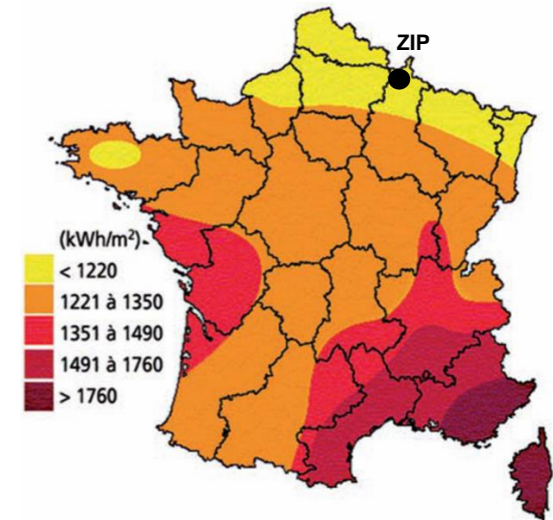 ZIP
(kWh/m²)
< 1220
1221 à 1350
1351 à 1490
1491 à 1760
> 1760